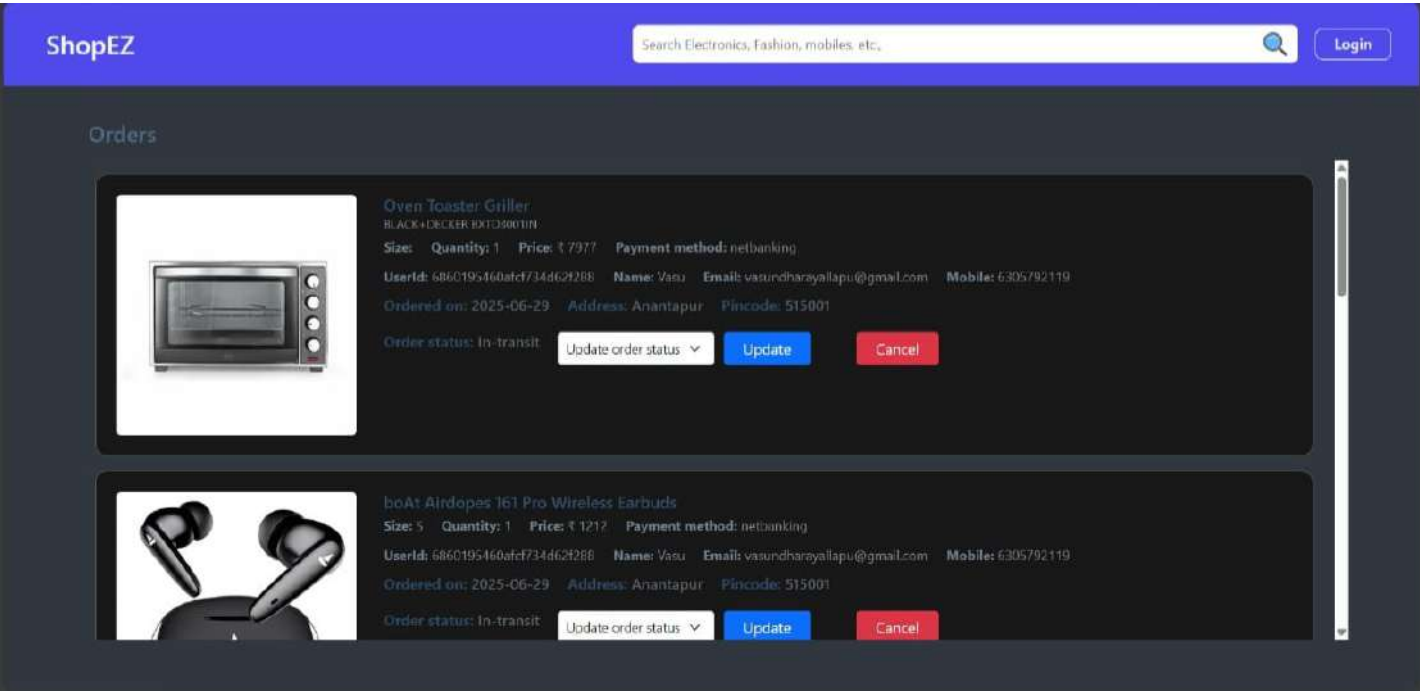 ShopEZ
Search Electronics, Fashion, mobiles, etc.,
Login
Orders
Oven Toaster Griller
BLACK+DECKER BXTO4001IN
Size: Quantity: 1 Price: ₹ 7977 Payment method: netbanking
UserId: Name: Vasu Email: vasundharayallapu@gmail.com Mobile: 6305792119
Ordered on: 2025-06-29 Address: Anantapur Pincode: 515001
Order status: In-transit Update order status Update Cancel
boAt Airdopes 161 Pro Wireless Earbuds
Size: 5 Quantity: 1 Price: ₹ 1212 Payment method: netbanking
UserId: Name: Vasu Email: vasundharayallapu@gmail.com Mobile: 6305792119
Ordered on: 2025-06-29 Address: Anantapur Pincode: 515001
Order status: In-transit Update order status Update Cancel